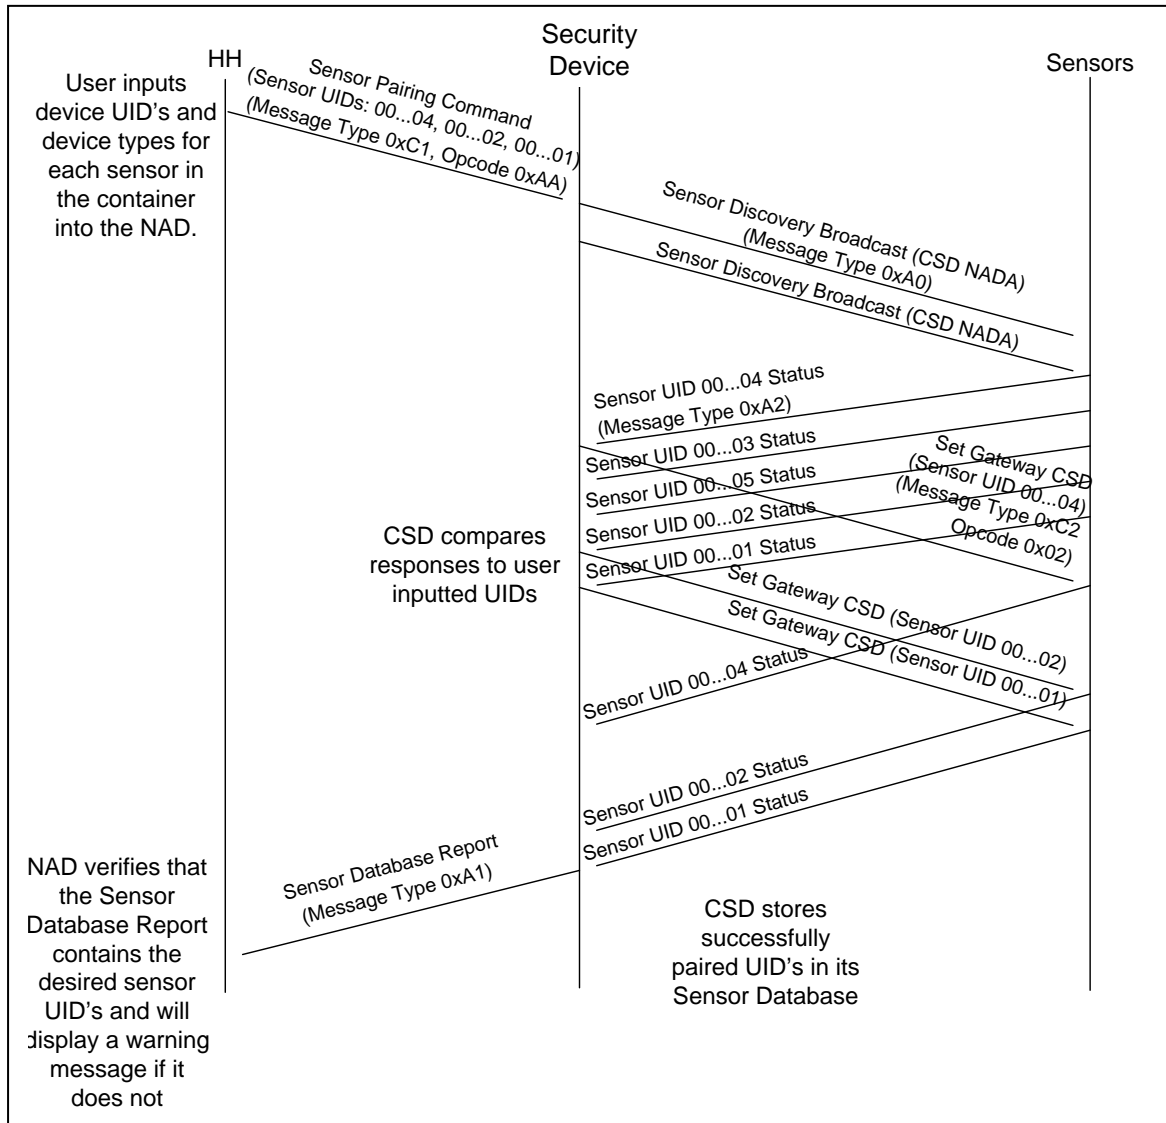 HH
Security
Device
Sensors
User inputs
device UID's and
device types for
each sensor in
the container
into the NAD.
Sensor Pairing Command
(Sensor UIDs: 00...04, 00...02, 00...01)
(Message Type 0xC1, Opcode 0xAA)
Sensor Discovery Broadcast (CSD NADA)
(Message Type 0xA0)
Sensor Discovery Broadcast (CSD NADA)
Sensor UID 00...04 Status
(Message Type 0xA2)
Sensor UID 00...03 Status
Sensor UID 00...05 Status
Sensor UID 00...02 Status
Sensor UID 00...01 Status
Set Gateway CSD
(Sensor UID 00...04)
(Message Type 0xC2
Opcode 0x02)
CSD compares
responses to user
inputted UIDs
Set Gateway CSD (Sensor UID 00...02)
Set Gateway CSD (Sensor UID 00...01)
Sensor UID 00...04 Status
Sensor UID 00...02 Status
Sensor UID 00...01 Status
Sensor Database Report
(Message Type 0xA1)
NAD verifies that
the Sensor
Database Report
contains the
desired sensor
UID's and will
display a warning
message if it
does not
CSD stores
successfully
paired UID's in its
Sensor Database